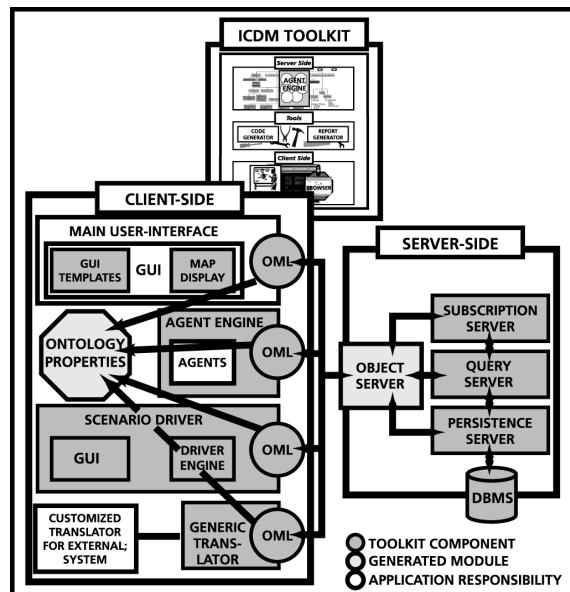 ICDM TOOLKIT
Server Side
AGENT
ENGINE
Tools
CODE
GENERATOR
REPORT
GENERATOR
Client Side
BROWSER
CLIENT-SIDE
MAIN USER-INTERFACE
GUI
TEMPLATES
GUI
MAP
DISPLAY
OML
AGENT ENGINE
ONTOLOGY
PROPERTIES
AGENTS
OML
SCENARIO DRIVER
GUI
DRIVER
ENGINE
OML
CUSTOMIZED
TRANSLATOR
FOR EXTERNAL;
SYSTEM
GENERIC
TRANS-
LATOR
OML
SERVER-SIDE
SUBSCRIPTION
SERVER
OBJECT
SERVER
QUERY
SERVER
PERSISTENCE
SERVER
DBMS
TOOLKIT COMPONENT
GENERATED MODULE
APPLICATION RESPONSIBILITY